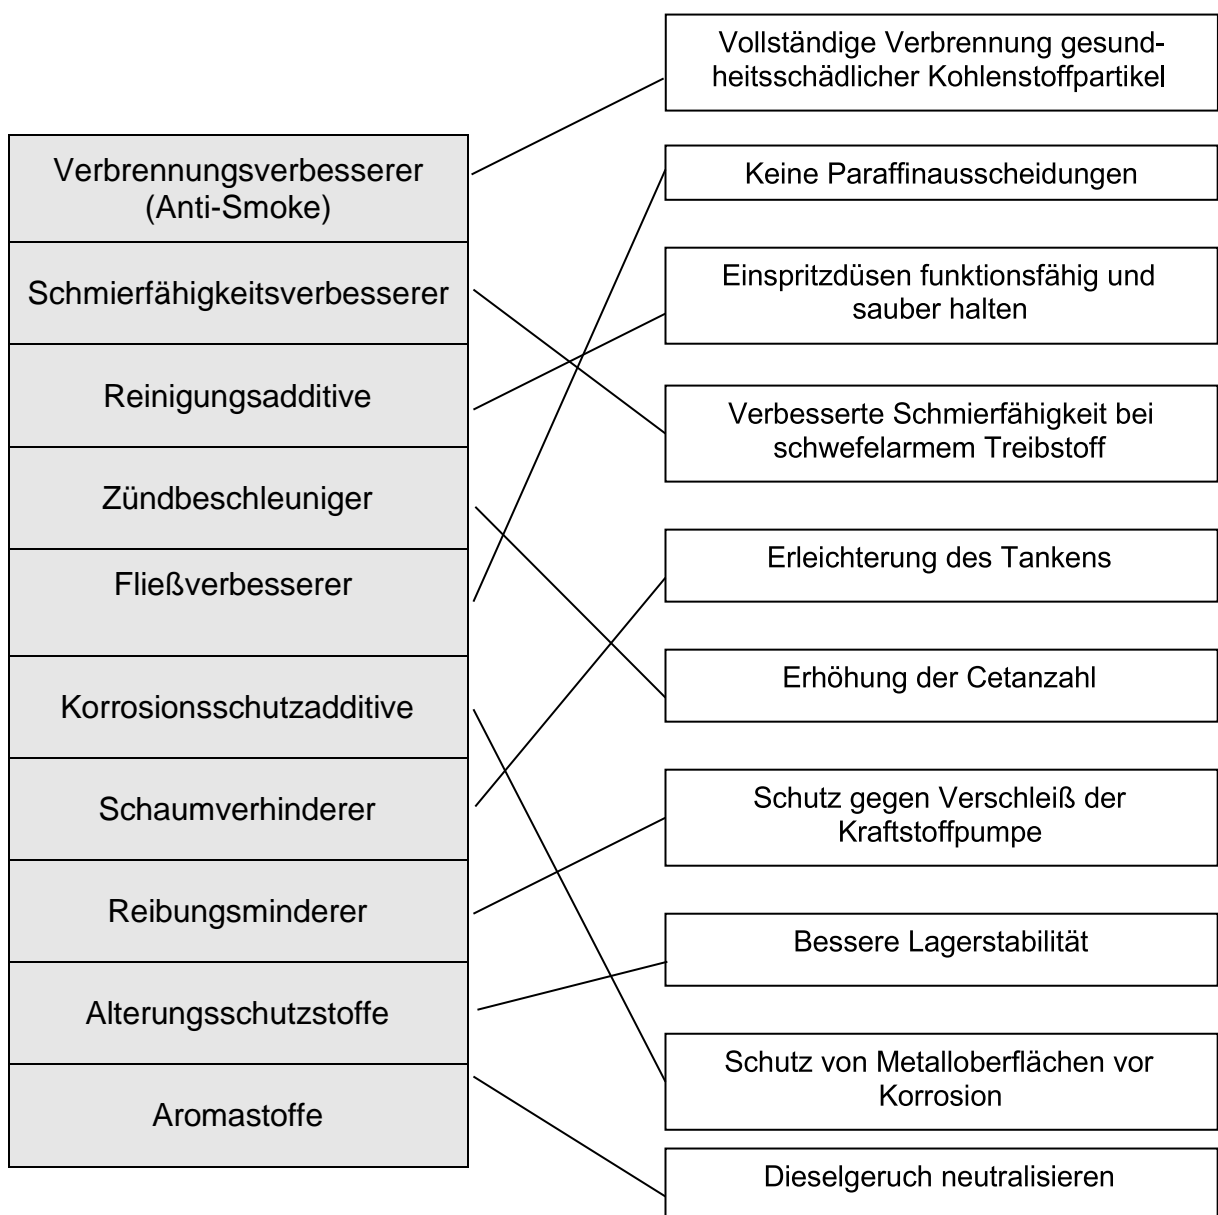 Verbrennungsverbesserer
(Anti-Smoke)
Schmierfähigkeitsverbesserer
Reinigungsadditive
Zündbeschleuniger
Fließverbesserer
Korrosionsschutzadditive
Schaumverhinderer
Reibungsminderer
Alterungsschutzstoffe
Aromastoffe
Vollständige Verbrennung gesund-
heitsschädlicher Kohlenstoffpartikel
Keine Paraffinausscheidungen
Einspritzdüsen funktionsfähig und
sauber halten
Verbesserte Schmierfähigkeit bei
schwefelarmem Treibstoff
Erleichterung des Tankens
Erhöhung der Cetanzahl
Schutz gegen Verschleiß der
Kraftstoffpumpe
Bessere Lagerstabilität
Schutz von Metalloberflächen vor
Korrosion
Dieselgeruch neutralisieren